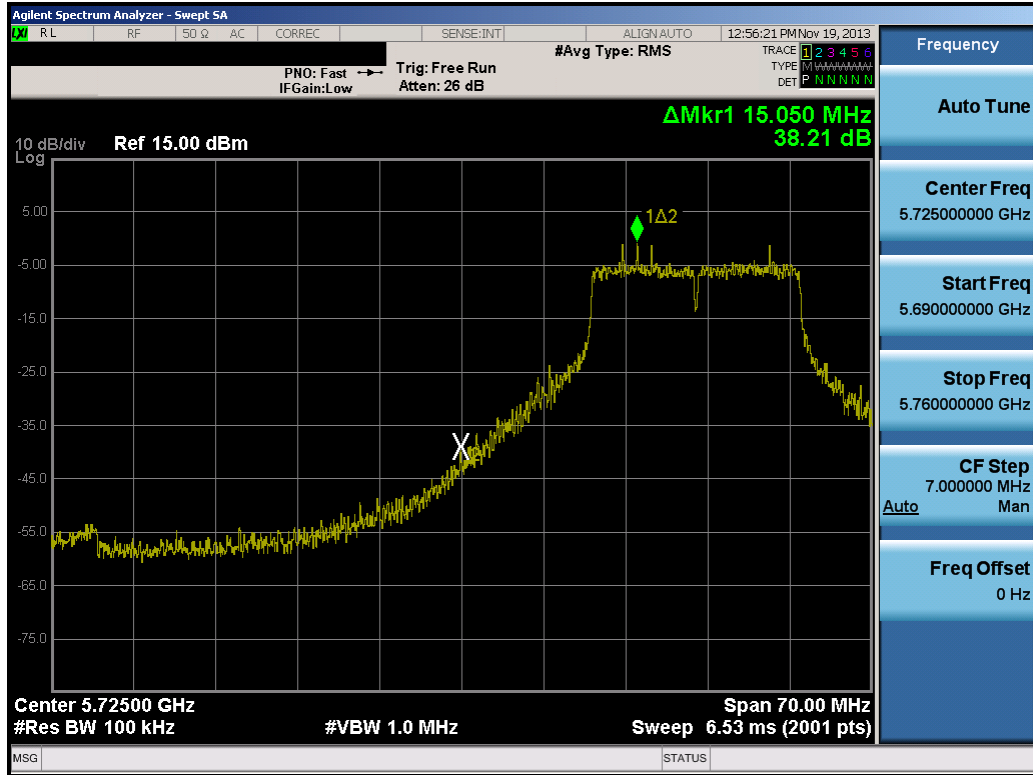 Agilent Spectrum Analyzer - Swept SA
LXI RL RF 50 Ω AC CORREC SENSE:INT ALIGN AUTO 12:56:21 PM Nov 19, 2013
#Avg Type: RMS TRACE 1 2 3 4 5 6
PNO: Fast Trig: Free Run TYPE M WWWWW
IFGain:Low Atten: 26 dB DET P N N N N N
ΔMkr1 15.050 MHz
38.21 dB
10 dB/div Ref 15.00 dBm
Log
5.00
1Δ2
-5.00
-15.0
-25.0
-35.0
X
-45.0
-55.0
-65.0
-75.0
Center 5.72500 GHz Span 70.00 MHz
#Res BW 100 kHz #VBW 1.0 MHz Sweep 6.53 ms (2001 pts)
MSG STATUS
Frequency
Auto Tune
Center Freq
5.725000000 GHz
Start Freq
5.690000000 GHz
Stop Freq
5.760000000 GHz
CF Step
7.000000 MHz
Auto Man
Freq Offset
0 Hz